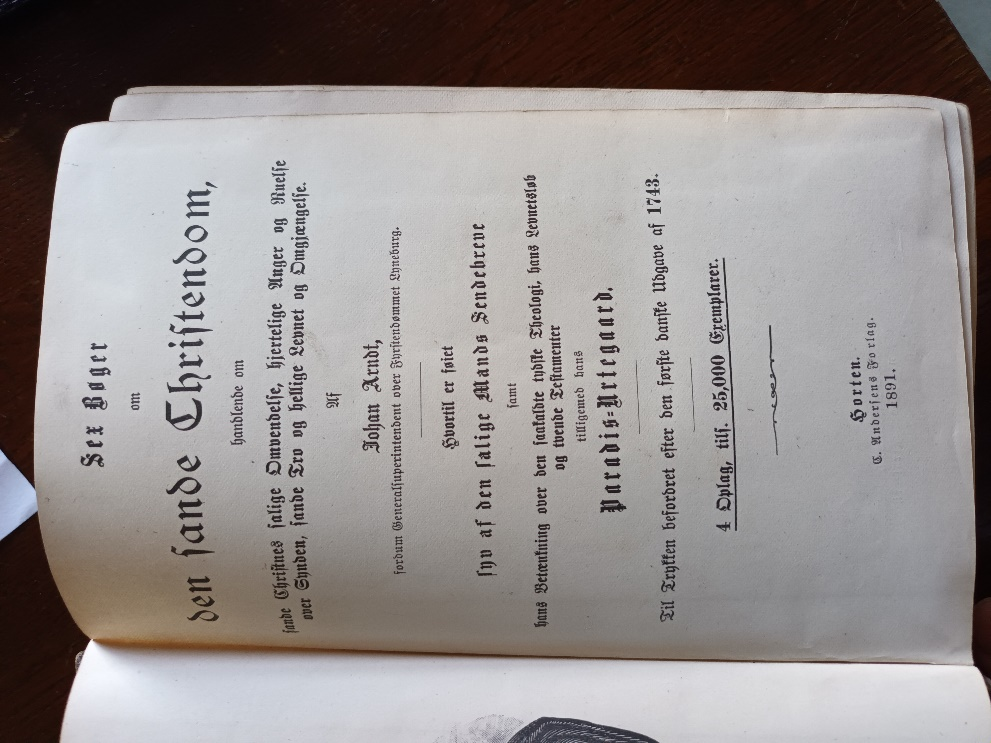 Sex Bøger
om
den sande Christendom,
handlende om
sande Christnes salige Omvendelse, hjertelige Anger og Ruelse
over Synden, sande Tro og hellige Levnet og Omgjængelse.
Af
Johan Arndt,
fordum Generalsuperintendent over Fyrstendømmet Lyneburg.
Hvortil er føiet
syv af den salige Mands Sendebreve
samt
hans Betænkning over den saakaldte tydske Theologi, hans Levnetsløb
og tvende Testamenter
tilligemed hans
Paradis=Urtegaard.
Til Trykken befordret efter den første danske Udgave af 1743.
4 Oplag, tils. 25,000 Exemplarer.
Horten.
C. Andersens Forlag.
1891.